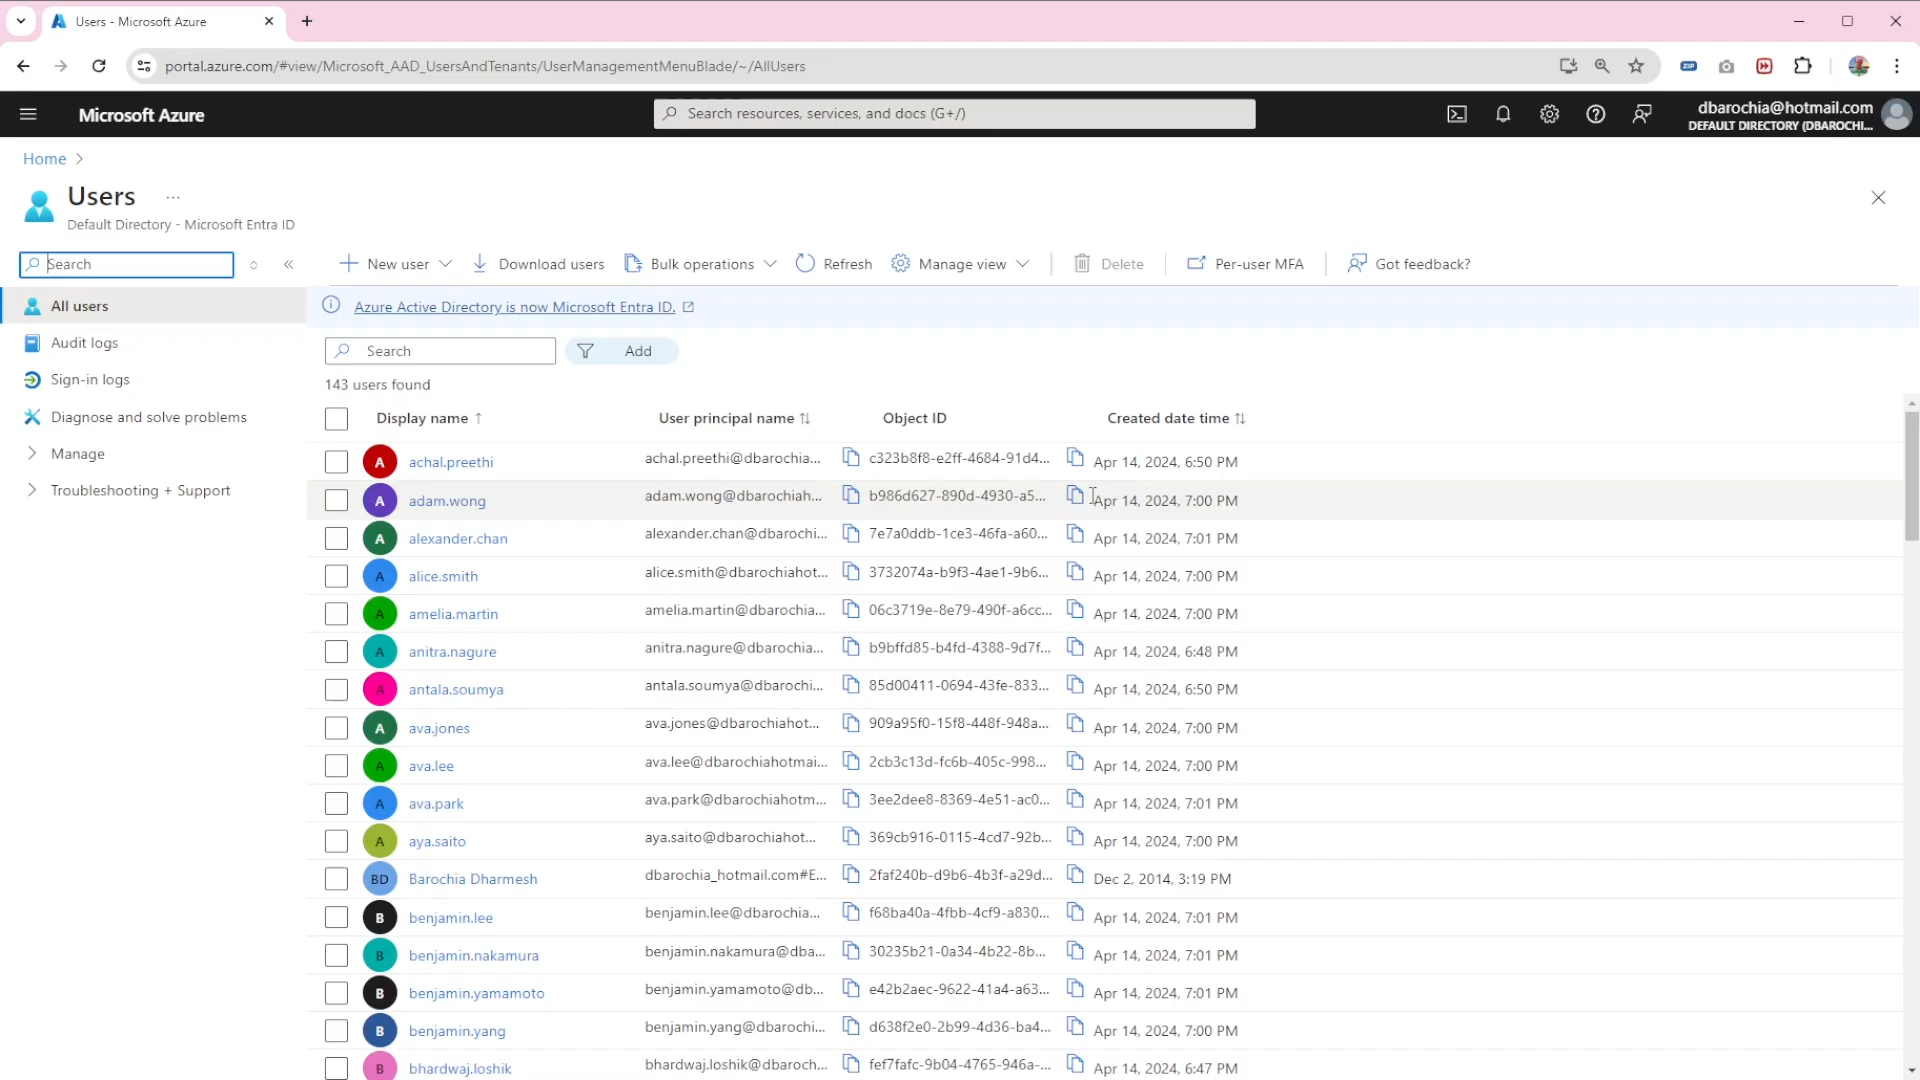 Users - Microsoft Azure
portal.azure.com/#view/Microsoft_AAD_UsersAndTenants/UserManagementMenuBlade/~/AllUsers
ZIP
Microsoft Azure
Search resources, services, and docs (G+/)
dbarochia@hotmail.com
DEFAULT DIRECTORY (DBAROCHI...
Home
Users ...
Default Directory - Microsoft Entra ID
Search
New user
Download users
Bulk operations
Refresh
Manage view
Delete
Per-user MFA
Got feedback?
All users
Audit logs
Sign-in logs
Diagnose and solve problems
Manage
Troubleshooting + Support
Azure Active Directory is now Microsoft Entra ID.
Search
Add
143 users found
Display name ↑ User principal name ↑↓ Object ID Created date time ↑↓
A achal.preethi achal.preethi@dbarochia... c323b8f8-e2ff-4684-91d4... Apr 14, 2024, 6:50 PM
A adam.wong adam.wong@dbarochiah... b986d627-890d-4930-a5... Apr 14, 2024, 7:00 PM
A alexander.chan alexander.chan@dbarochi... 7e7a0ddb-1ce3-46fa-a60... Apr 14, 2024, 7:01 PM
A alice.smith alice.smith@dbarochiahot... 3732074a-b9f3-4ae1-9b6... Apr 14, 2024, 7:00 PM
A amelia.martin amelia.martin@dbarochia... 06c3719e-8e79-490f-a6cc... Apr 14, 2024, 7:00 PM
A anitra.nagure anitra.nagure@dbarochia... b9bffd85-b4fd-4388-9d7f... Apr 14, 2024, 6:48 PM
A antala.soumya antala.soumya@dbarochi... 85d00411-0694-43fe-833... Apr 14, 2024, 6:50 PM
A ava.jones ava.jones@dbarochiahot... 909a95f0-15f8-448f-948a... Apr 14, 2024, 7:00 PM
A ava.lee ava.lee@dbarochiahotmai... 2cb3c13d-fc6b-405c-998... Apr 14, 2024, 7:00 PM
A ava.park ava.park@dbarochiahotm... 3ee2dee8-8369-4e51-ac0... Apr 14, 2024, 7:01 PM
A aya.saito aya.saito@dbarochiahot... 369cb916-0115-4cd7-92b... Apr 14, 2024, 7:00 PM
BD Barochia Dharmesh dbarochia_hotmail.com#E... 2faf240b-d9b6-4b3f-a29d... Dec 2, 2014, 3:19 PM
B benjamin.lee benjamin.lee@dbarochia... f68ba40a-4fbb-4cf9-a830... Apr 14, 2024, 7:01 PM
B benjamin.nakamura benjamin.nakamura@dba... 30235b21-0a34-4b22-8b... Apr 14, 2024, 7:01 PM
B benjamin.yamamoto benjamin.yamamoto@db... e42b2aec-9622-41a4-a63... Apr 14, 2024, 7:01 PM
B benjamin.yang benjamin.yang@dbarochi... d638f2e0-2b99-4d36-ba4... Apr 14, 2024, 7:00 PM
B bhardwaj.loshik bhardwaj.loshik@dbaroch... fef7fafc-9b04-4765-946a-... Apr 14, 2024, 6:47 PM